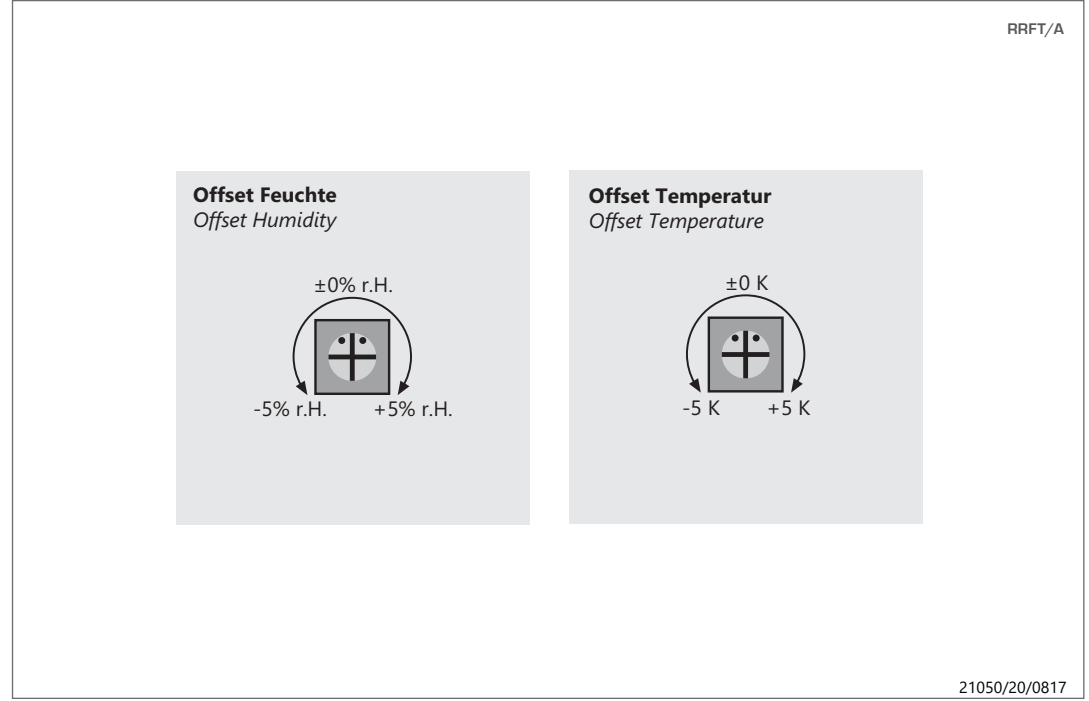 RRFT/A
Offset Feuchte
Offset Humidity
±0% r.H.
-5% r.H.
+5% r.H.
Offset Temperatur
Offset Temperature
±0 K
-5 K
+5 K
21050/20/0817